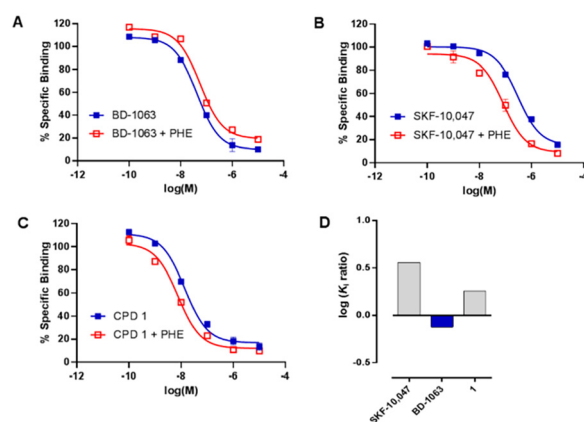 A
% Specific Binding
120
100
80
60
40
20
0
BD-1063
BD-1063 + PHE
-12
-10
-8
-6
-4
log(M)
B
% Specific Binding
120
100
80
60
40
20
0
SKF-10,047
SKF-10,047 + PHE
-12
-10
-8
-6
-4
log(M)
C
% Specific Binding
120
100
80
60
40
20
0
CPD 1
CPD 1 + PHE
-12
-10
-8
-6
-4
log(M)
D
log (Ki ratio)
1.0
0.5
0.0
-0.5
SKF-10,047
BD-1063
1